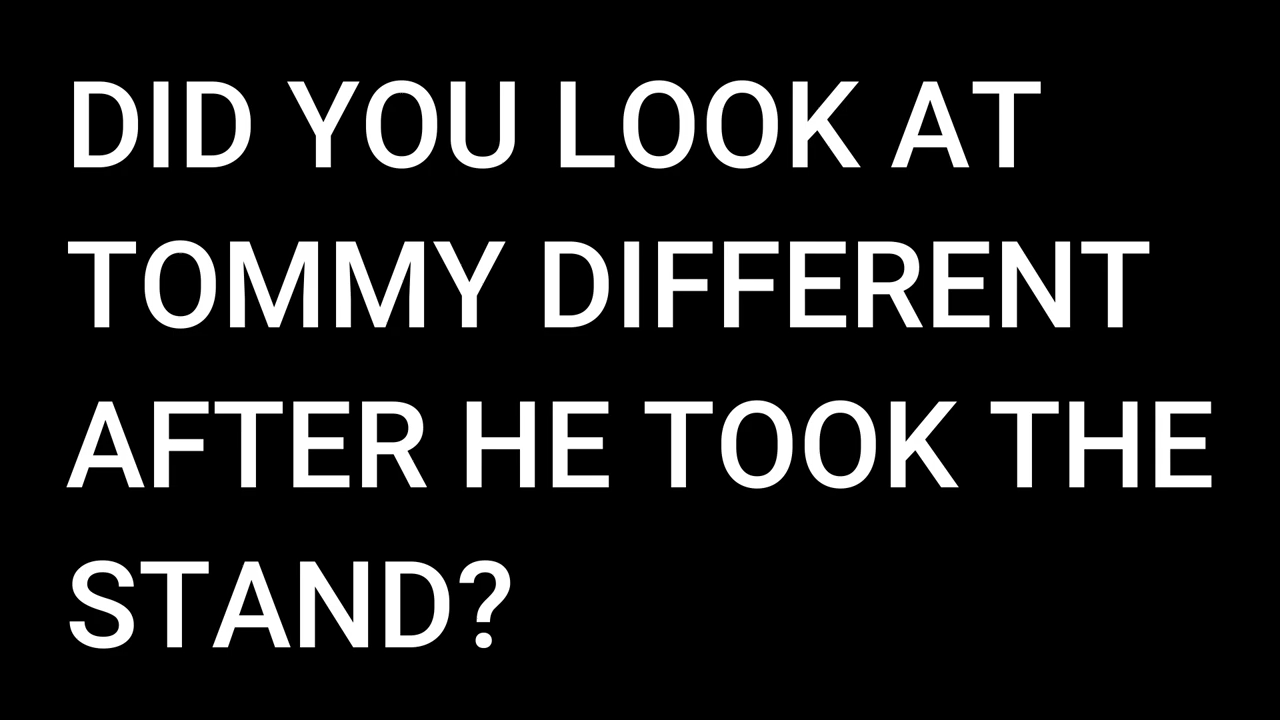 DID YOU LOOK AT
TOMMY DIFFERENT
AFTER HE TOOK THE
STAND?